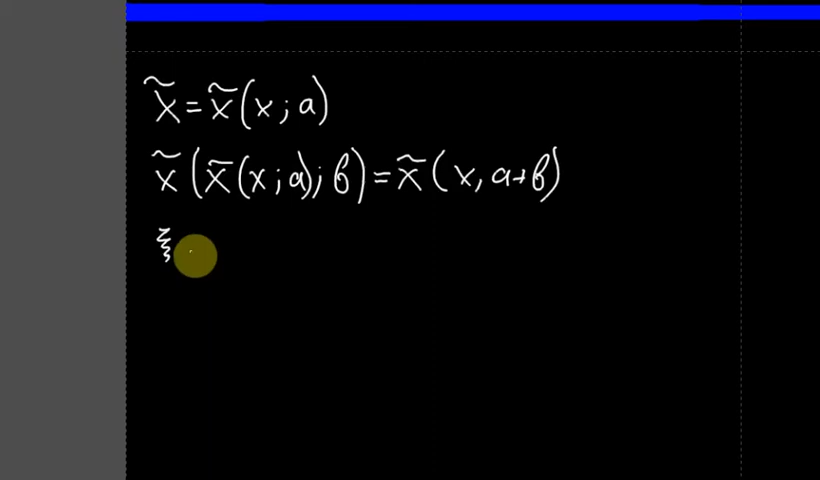 x̃ = x̃(x; a)
x̃(x̃(x; a); b) = x̃(x, a+b)
ξ